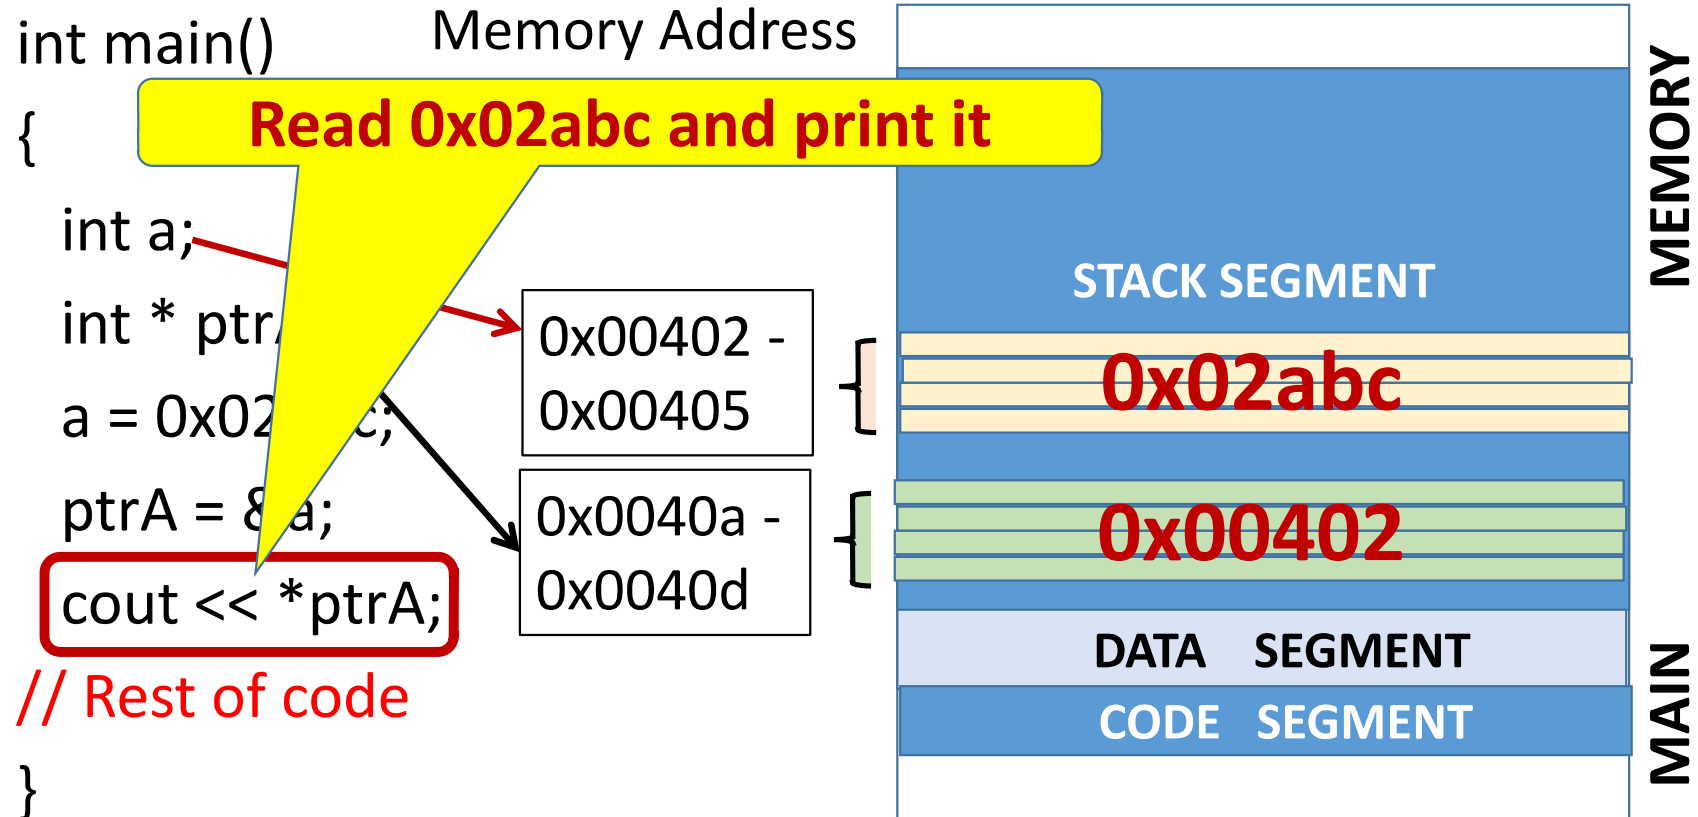 int main()
Memory Address
{
Read 0x02abc and print it
int a;
int * ptr
a = 0x02 c;
ptrA = &a;
cout << *ptrA;
// Rest of code
}
0x00402 -
0x00405
0x0040a -
0x0040d
STACK SEGMENT
0x02abc
0x00402
DATA SEGMENT
CODE SEGMENT
MAIN MEMORY